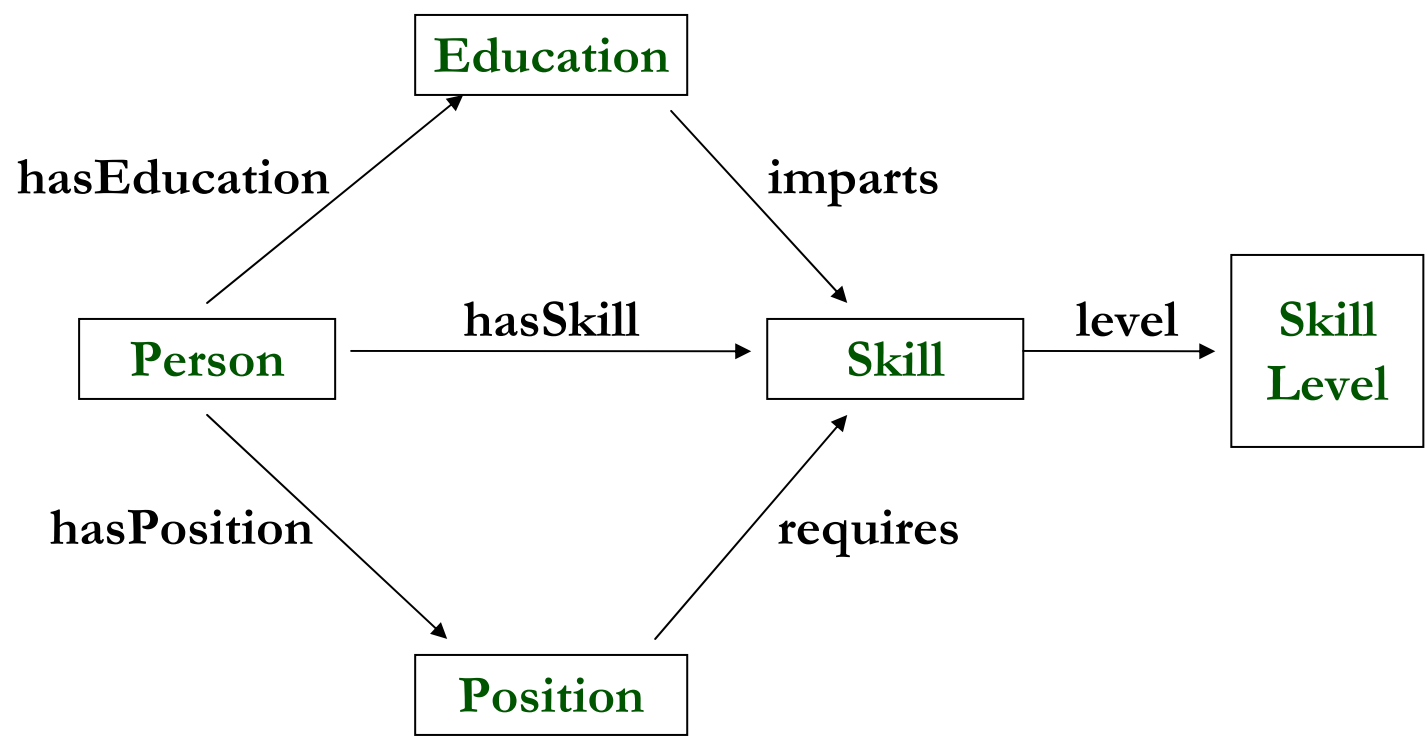 Education
hasEducation
imparts
hasSkill
level
Person
Skill
Skill
Level
hasPosition
requires
Position